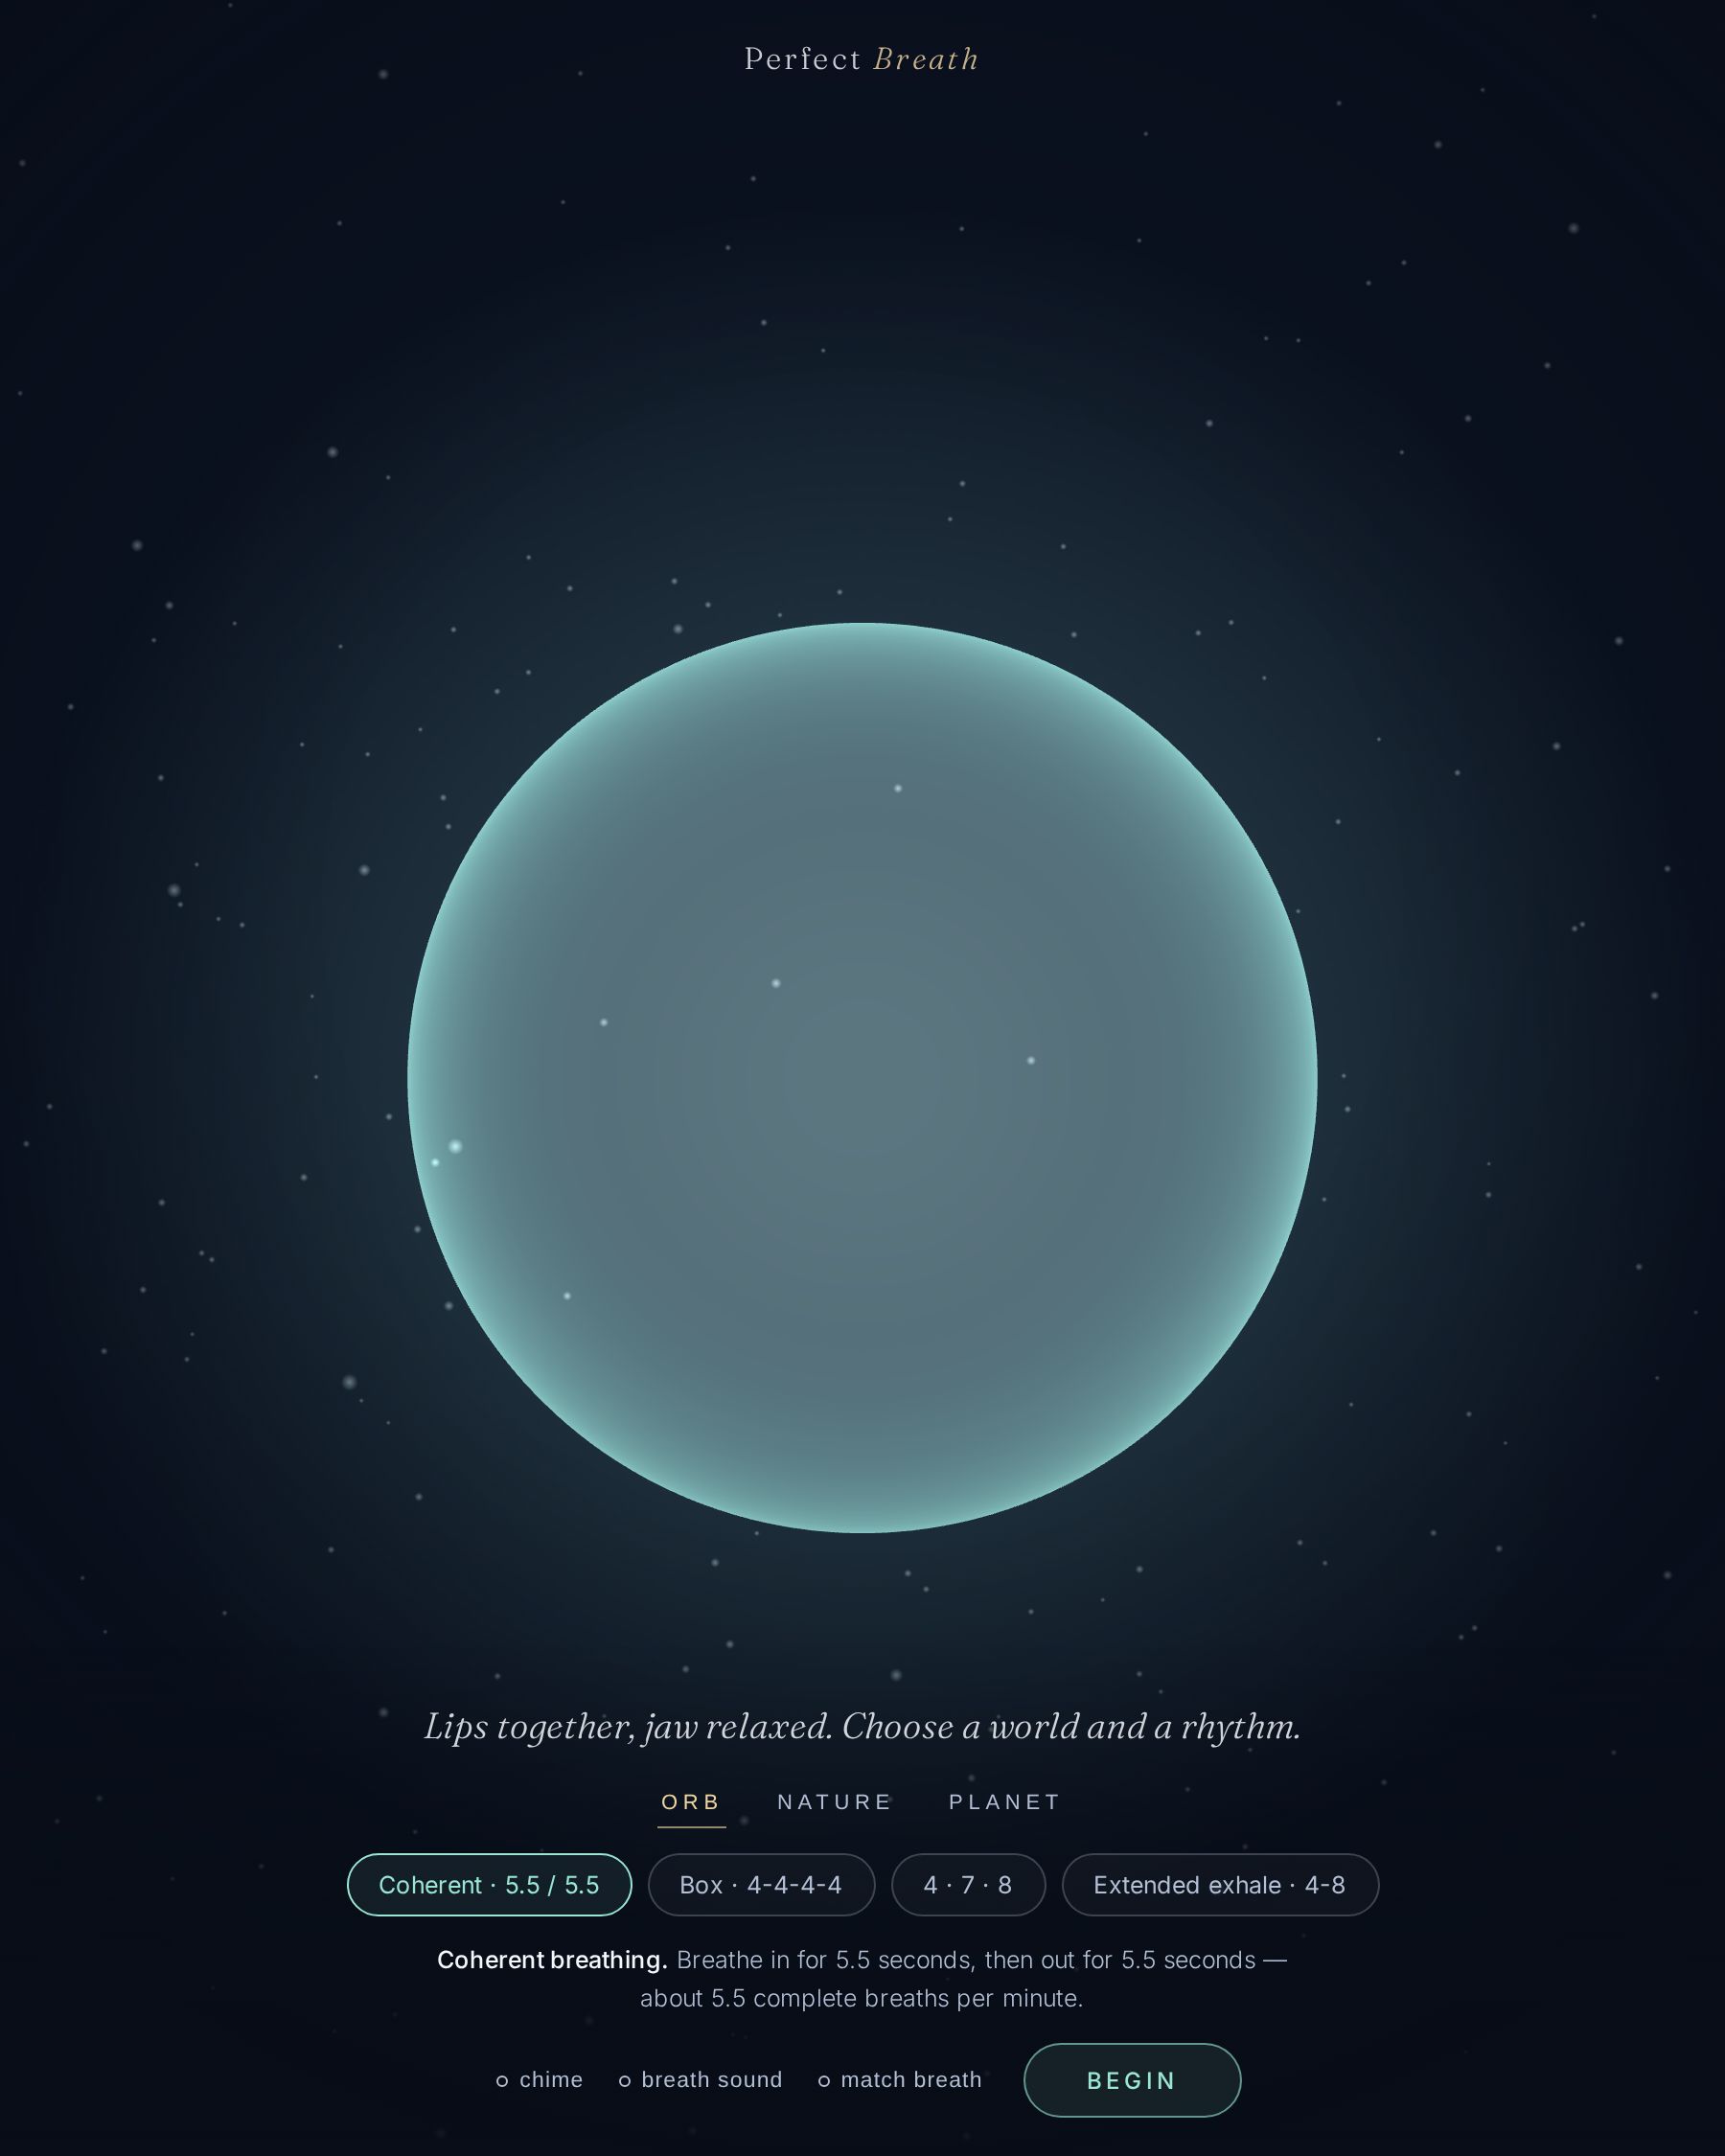 Perfect Breath
Lips together, jaw relaxed. Choose a world and a rhythm.
ORB NATURE PLANET
Coherent · 5.5 / 5.5 Box · 4-4-4-4 4 · 7 · 8 Extended exhale · 4-8
Coherent breathing. Breathe in for 5.5 seconds, then out for 5.5 seconds —
about 5.5 complete breaths per minute.
chime breath sound match breath BEGIN